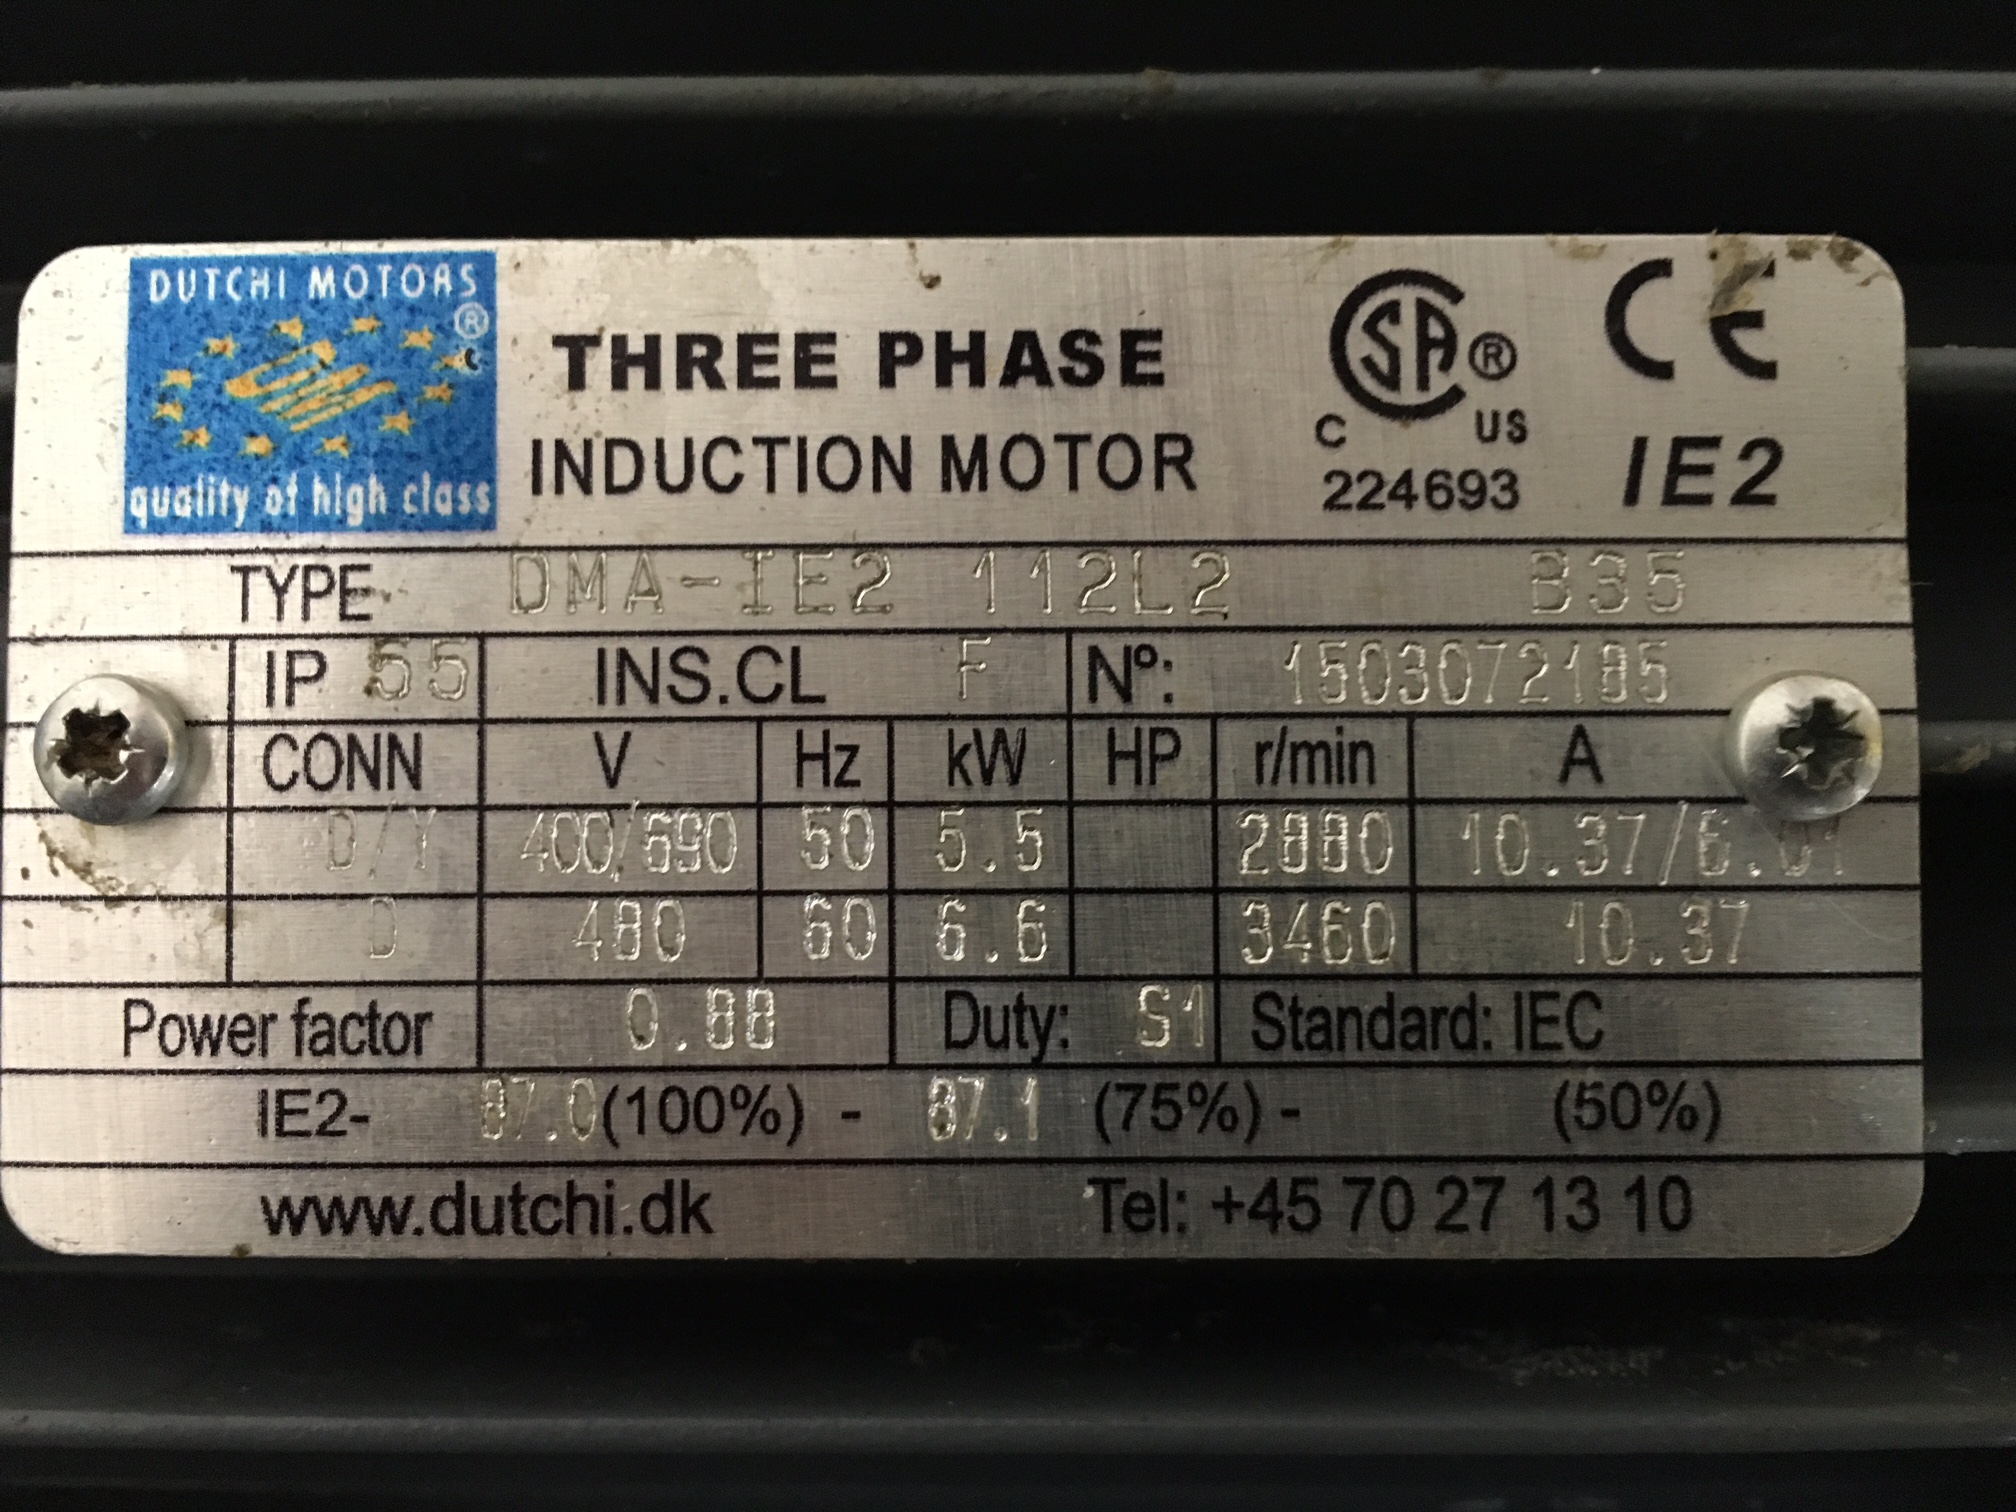 DUTCHI MOTORS
®
quality of high class
THREE PHASE
INDUCTION MOTOR
CSA ®
C US
224693
CE
IE2
TYPE DMA-IE2 112L2 B35
IP 55 INS.CL F Nº: 1503072185
CONN V Hz kW HP r/min A
D/Y 400/690 50 5.5 2880 10.37/6.01
D 480 60 6.6 3460 10.37
Power factor 0.88 Duty: S1 Standard: IEC
IE2- 87.0 (100%) - 87.1 (75%) - (50%)
www.dutchi.dk Tel: +45 70 27 13 10